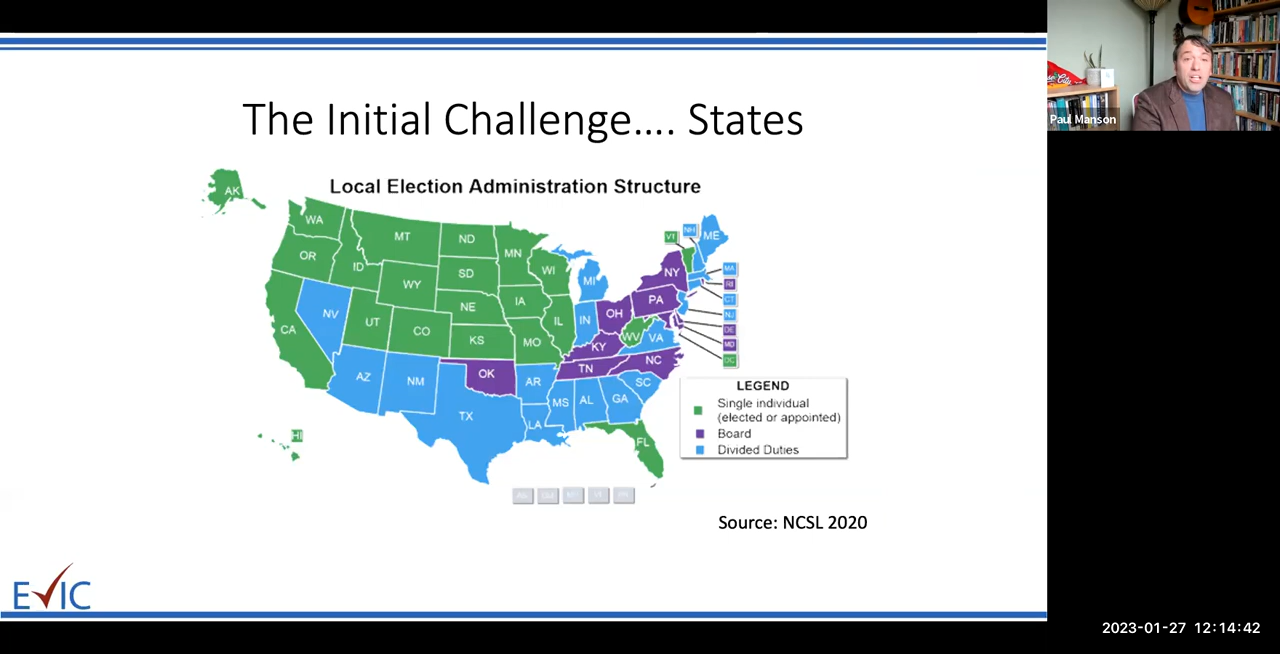 The Initial Challenge.... States
Local Election Administration Structure
AK
WA
MT
ND
MN
VT
NH
ME
OR
ID
SD
WI
MI
NY
MA
RI
WY
CT
NV
NE
IA
PA
NJ
CA
UT
CO
IL
IN
OH
DE
KS
MO
WV
VA
MD
KY
DC
AZ
NM
OK
AR
TN
NC
TX
MS
AL
GA
SC
LA
FL
HI
LEGEND
Single individual
(elected or appointed)
Board
Divided Duties
Source: NCSL 2020
EVIC
Paul Manson
2023-01-27 12:14:42